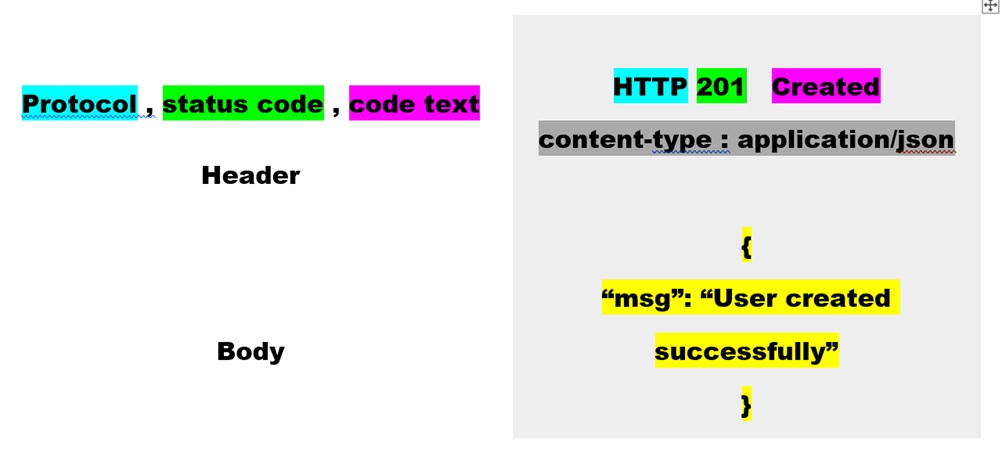 Protocol , status code , code text
Header
Body
HTTP 201 Created
content-type : application/json
{
“msg”: “User created
successfully”
}